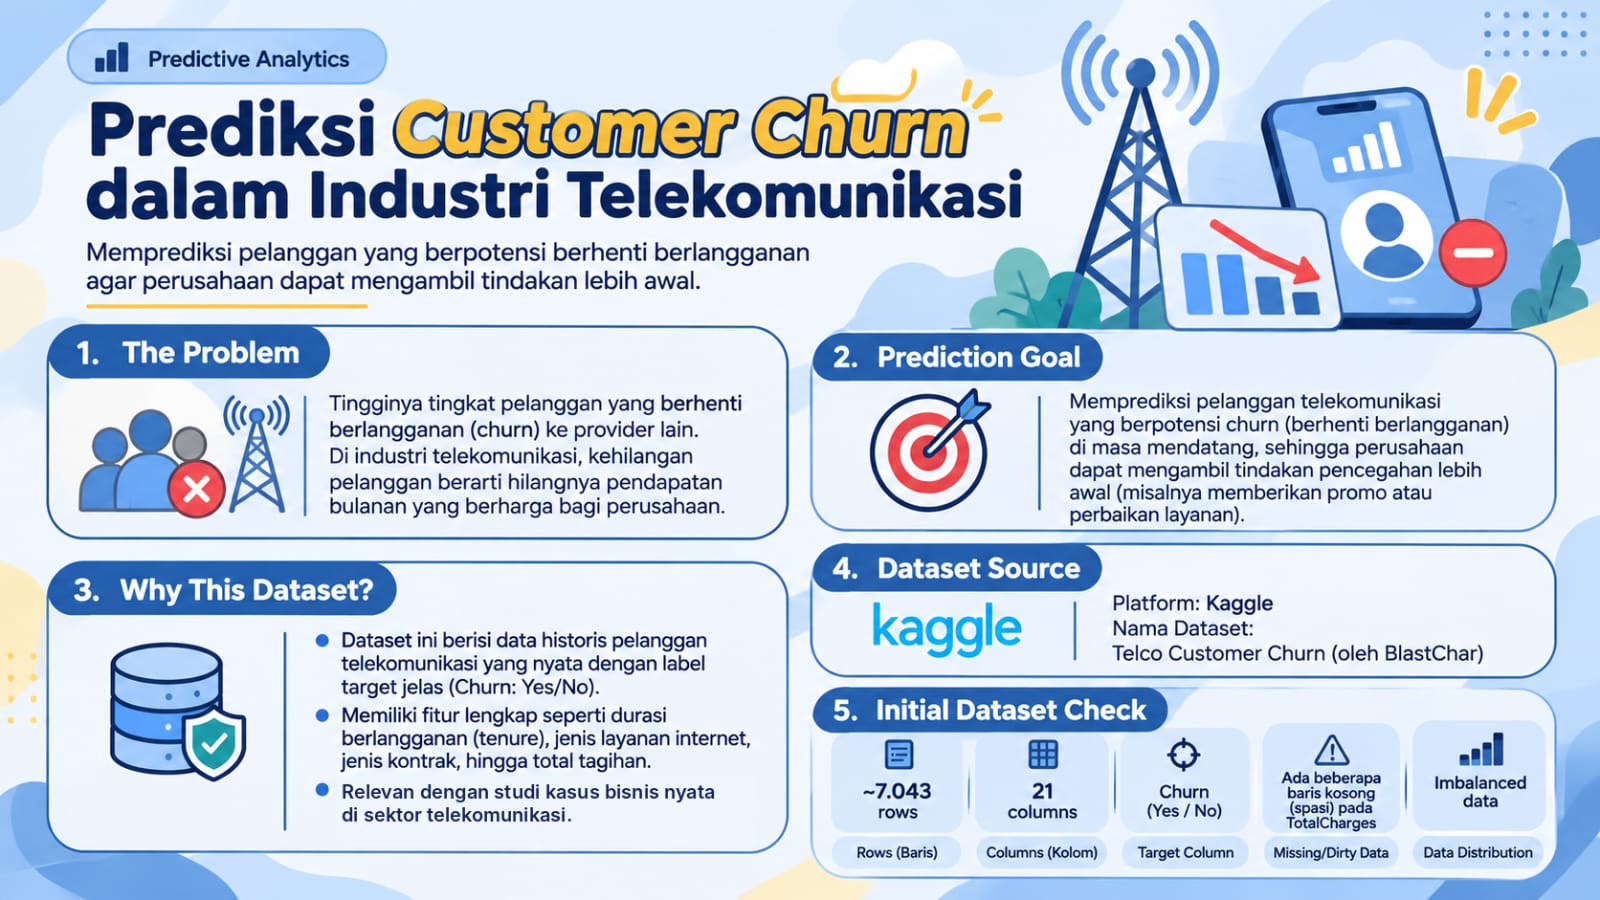 Predictive Analytics
Prediksi Customer Churn
dalam Industri Telekomunikasi
Memprediksi pelanggan yang berpotensi berhenti berlangganan
agar perusahaan dapat mengambil tindakan lebih awal.
1. The Problem
Tingginya tingkat pelanggan yang berhenti
berlangganan (churn) ke provider lain.
Di industri telekomunikasi, kehilangan
pelanggan berarti hilangnya pendapatan
bulanan yang berharga bagi perusahaan.
2. Prediction Goal
Memprediksi pelanggan telekomunikasi
yang berpotensi churn (berhenti berlangganan)
di masa mendatang, sehingga perusahaan
dapat mengambil tindakan pencegahan lebih
awal (misalnya memberikan promo atau
perbaikan layanan).
3. Why This Dataset?
Dataset ini berisi data historis pelanggan
telekomunikasi yang nyata dengan label
target jelas (Churn: Yes/No).
Memiliki fitur lengkap seperti durasi
berlangganan (tenure), jenis layanan internet,
jenis kontrak, hingga total tagihan.
Relevan dengan studi kasus bisnis nyata
di sektor telekomunikasi.
4. Dataset Source
kaggle
Platform: Kaggle
Nama Dataset:
Telco Customer Churn (oleh BlastChar)
5. Initial Dataset Check
~7.043
rows
Rows (Baris)
21
columns
Columns (Kolom)
Churn
(Yes / No)
Target Column
Ada beberapa
baris kosong
(spasi) pada
TotalCharges
Missing/Dirty Data
Imbalanced
data
Data Distribution